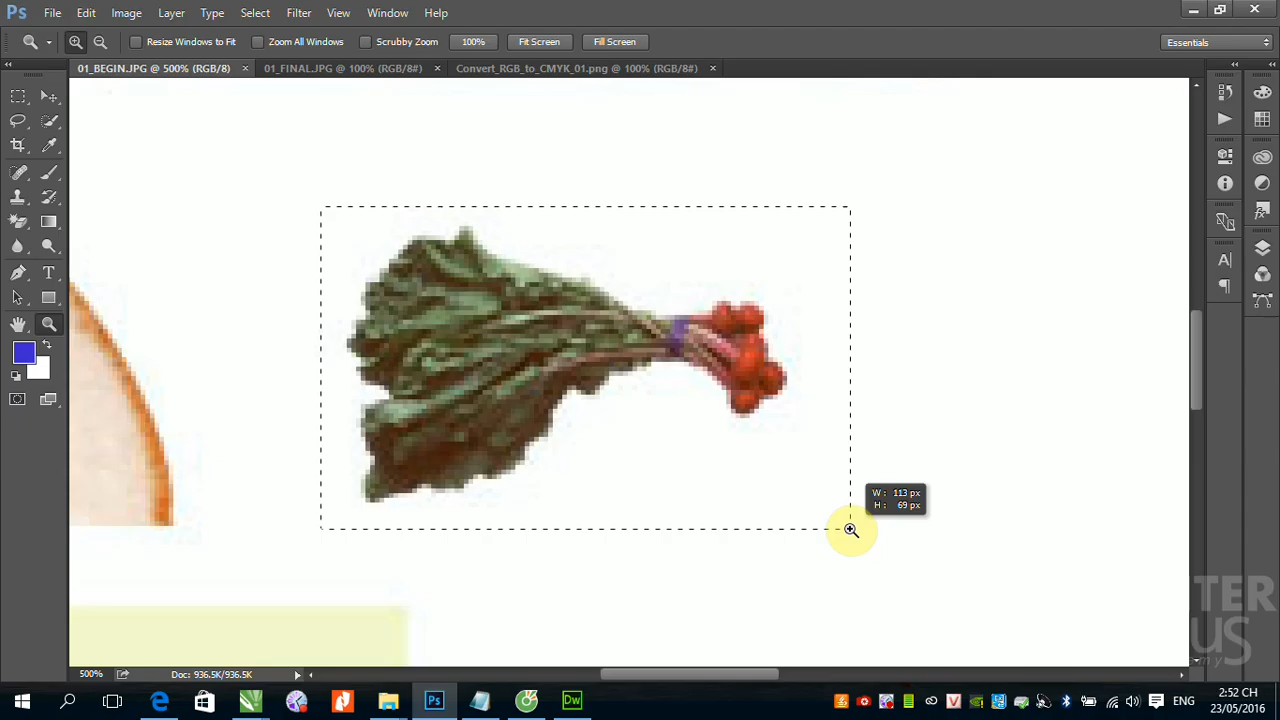 Ps File Edit Image Layer Type Select Filter View Window Help
Resize Windows to Fit Zoom All Windows Scrubby Zoom 100% Fit Screen Fill Screen Essentials
01_BEGIN.JPG @ 500% (RGB/8) × 01_FINAL.JPG @ 100% (RGB/8#) × Convert_RGB_to_CMYK_01.png @ 100% (RGB/8#) ×
W: 113 px
H: 69 px
TER
US
my
500% Doc: 936.5K/936.5K
Ps Dw ENG 2:52 CH
23/05/2016